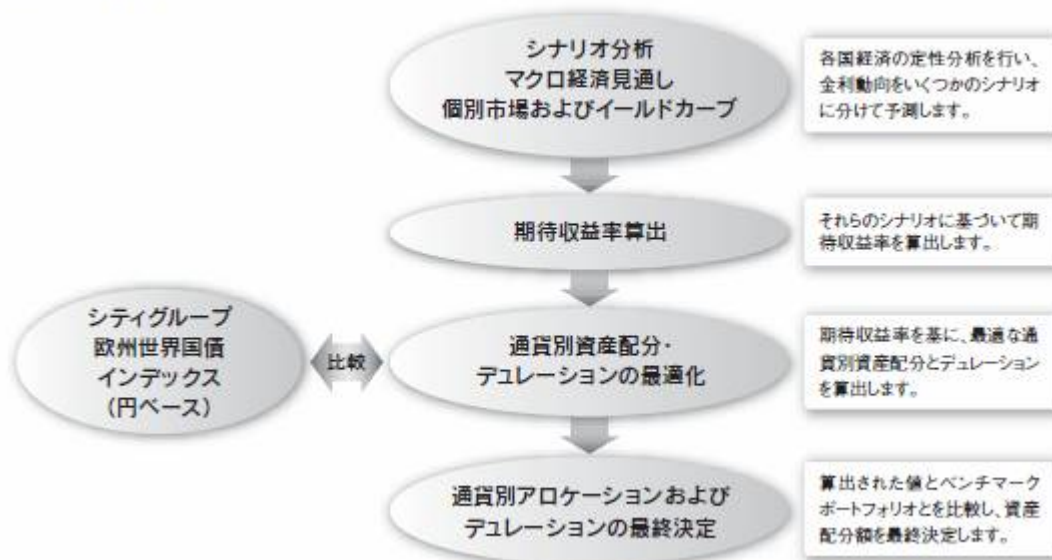 シナリオ分析
マクロ経済見通し
個別市場およびイールドカーブ
各国経済の定性分析を行い、
金利動向をいくつかのシナリオ
に分けて予測します。
期待収益率算出
それらのシナリオに基づいて期
待収益率を算出します。
シティグループ
欧州世界国債
インデックス
(円ベース)
比較
通貨別資産配分・
デュレーションの最適化
期待収益率を基に、最適な通
貨別資産配分とデュレーション
を算出します。
通貨別アロケーションおよび
デュレーションの最終決定
算出された値とベンチマーク
ポートフォリオとを比較し、資産
配分額を最終決定します。